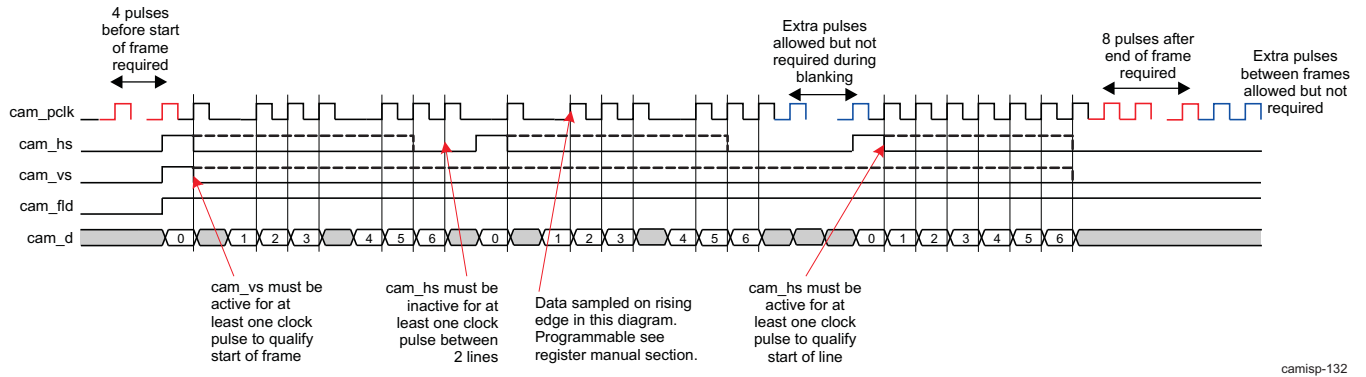 4 pulses
before start
of frame
required
Extra pulses
allowed but not
required during
blanking
8 pulses after
end of frame
required
Extra pulses
between frames
allowed but not
required
cam_pclk
cam_hs
cam_vs
cam_fld
cam_d
0 1 2 3 4 5 6 0 1 2 3 4 5 6 0 1 2 3 4 5 6
cam_vs must be
active for at
least one clock
pulse to qualify
start of frame
cam_hs must be
inactive for at
least one clock
pulse between
2 lines
Data sampled on rising
edge in this diagram.
Programmable see
register manual section.
cam_hs must be
active for at
least one clock
pulse to qualify
start of line
camisp-132